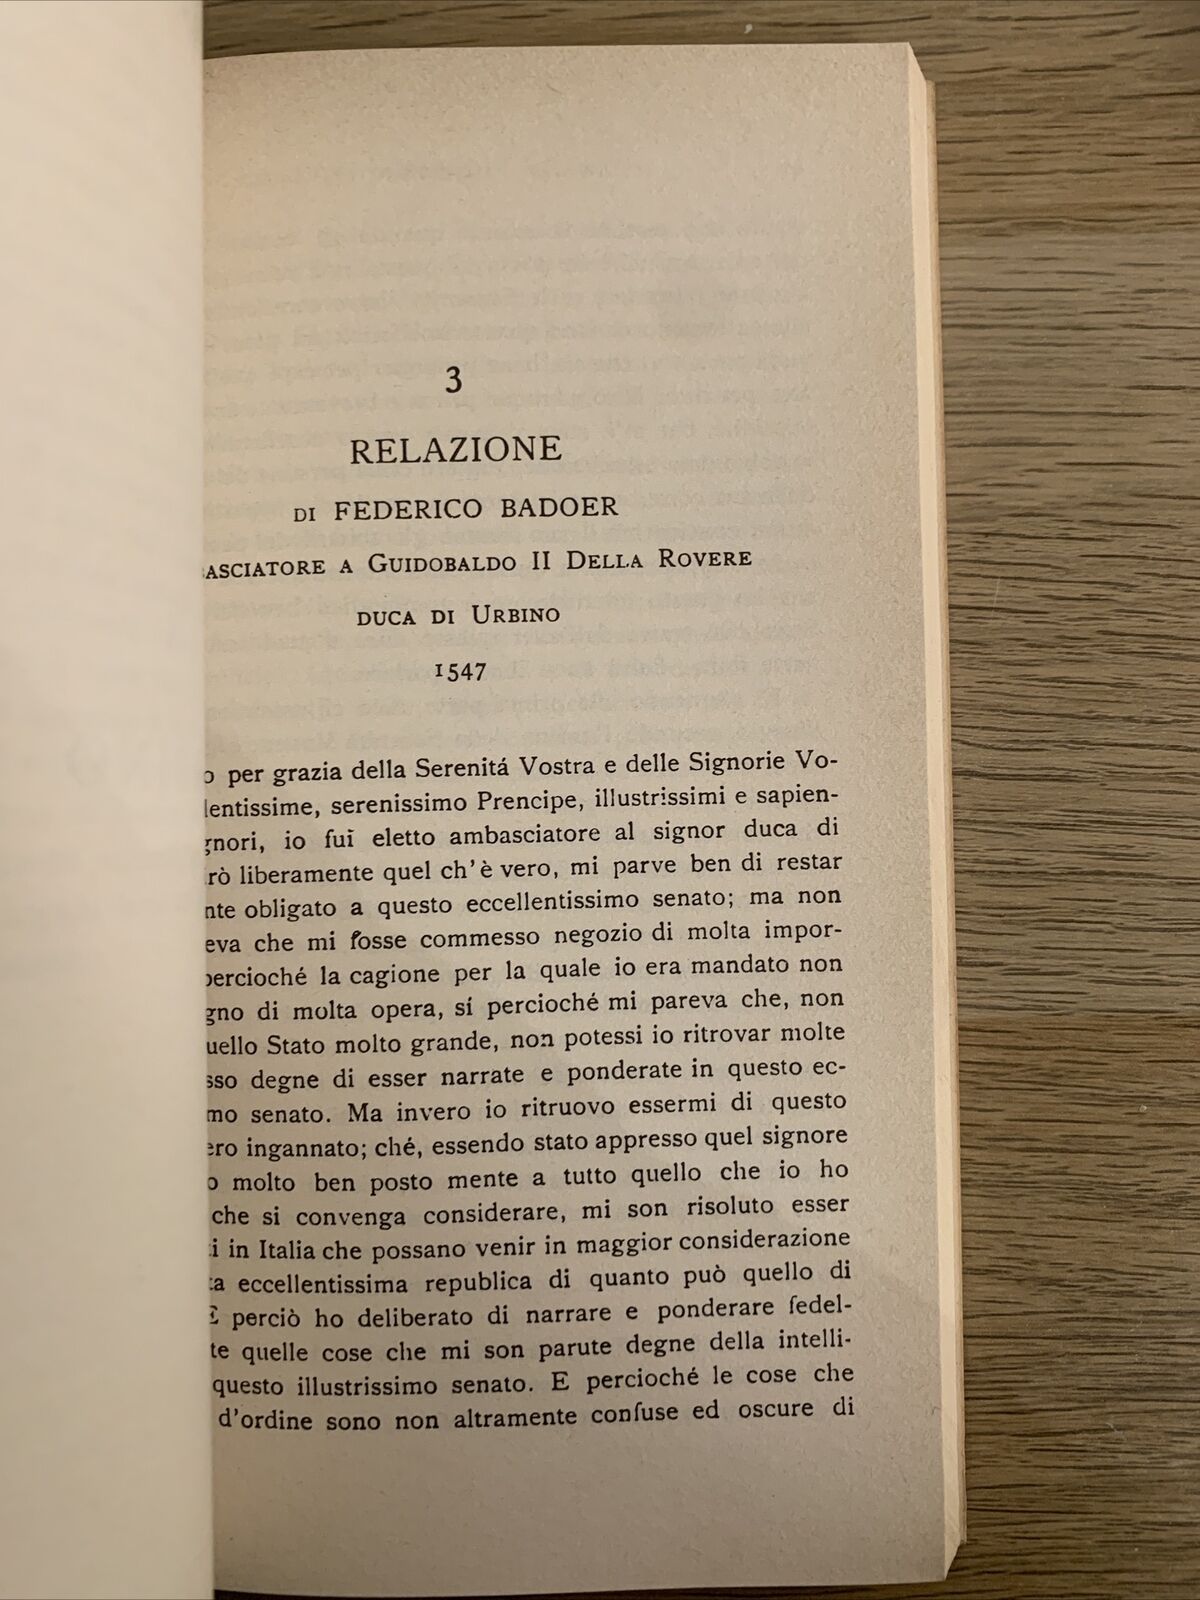 3
RELAZIONE
DI FEDERICO BADOER
ASCIATORE A GUIDOBALDO II DELLA ROVERE
DUCA DI URBINO
1547
o per grazia della Serenitá Vostra e delle Signorie Vo-
lentissime, serenissimo Prencipe, illustrissimi e sapien-
gnori, io fui eletto ambasciatore al signor duca di
rò liberamente quel ch'è vero, mi parve ben di restar
nte obligato a questo eccellentissimo senato; ma non
eva che mi fosse commesso negozio di molta impor-
percioché la cagione per la quale io era mandato non
gno di molta opera, sí percioché mi pareva che, non
uello Stato molto grande, non potessi io ritrovar molte
sso degne di esser narrate e ponderate in questo ec-
mo senato. Ma invero io ritruovo essermi di questo
ero ingannato; ché, essendo stato appresso quel signore
o molto ben posto mente a tutto quello che io ho
che si convenga considerare, mi son risoluto esser
i in Italia che possano venir in maggior considerazione
ta eccellentissima republica di quanto può quello di
E perciò ho deliberato di narrare e ponderare fedel-
te quelle cose che mi son parute degne della intelli-
questo illustrissimo senato. E percioché le cose che
d'ordine sono non altramente confuse ed oscure di